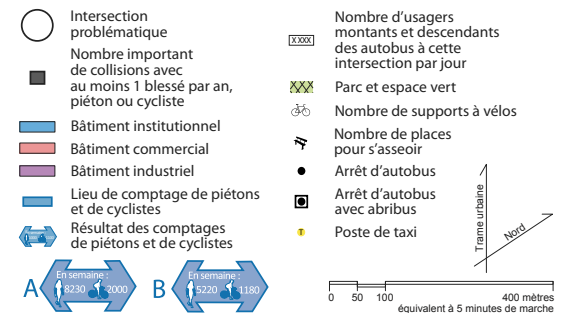 Intersection
problématique
Nombre important
de collisions avec
au moins 1 blessé par an,
piéton ou cycliste
Bâtiment institutionnel
Bâtiment commercial
Bâtiment industriel
Lieu de comptage de piétons
et de cyclistes
Résultat des comptages
de piétons et de cyclistes
A
En semaine :
8230 2000
B
En semaine :
5220 1180
Nombre d’usagers
montants et descendants
des autobus à cette
intersection par jour
XXXX
Parc et espace vert
Nombre de supports à vélos
Nombre de places
pour s’asseoir
Arrêt d’autobus
Arrêt d’autobus
avec abribus
T
Poste de taxi
Trame urbaine
Nord
0 50 100 400 mètres
équivalent à 5 minutes de marche